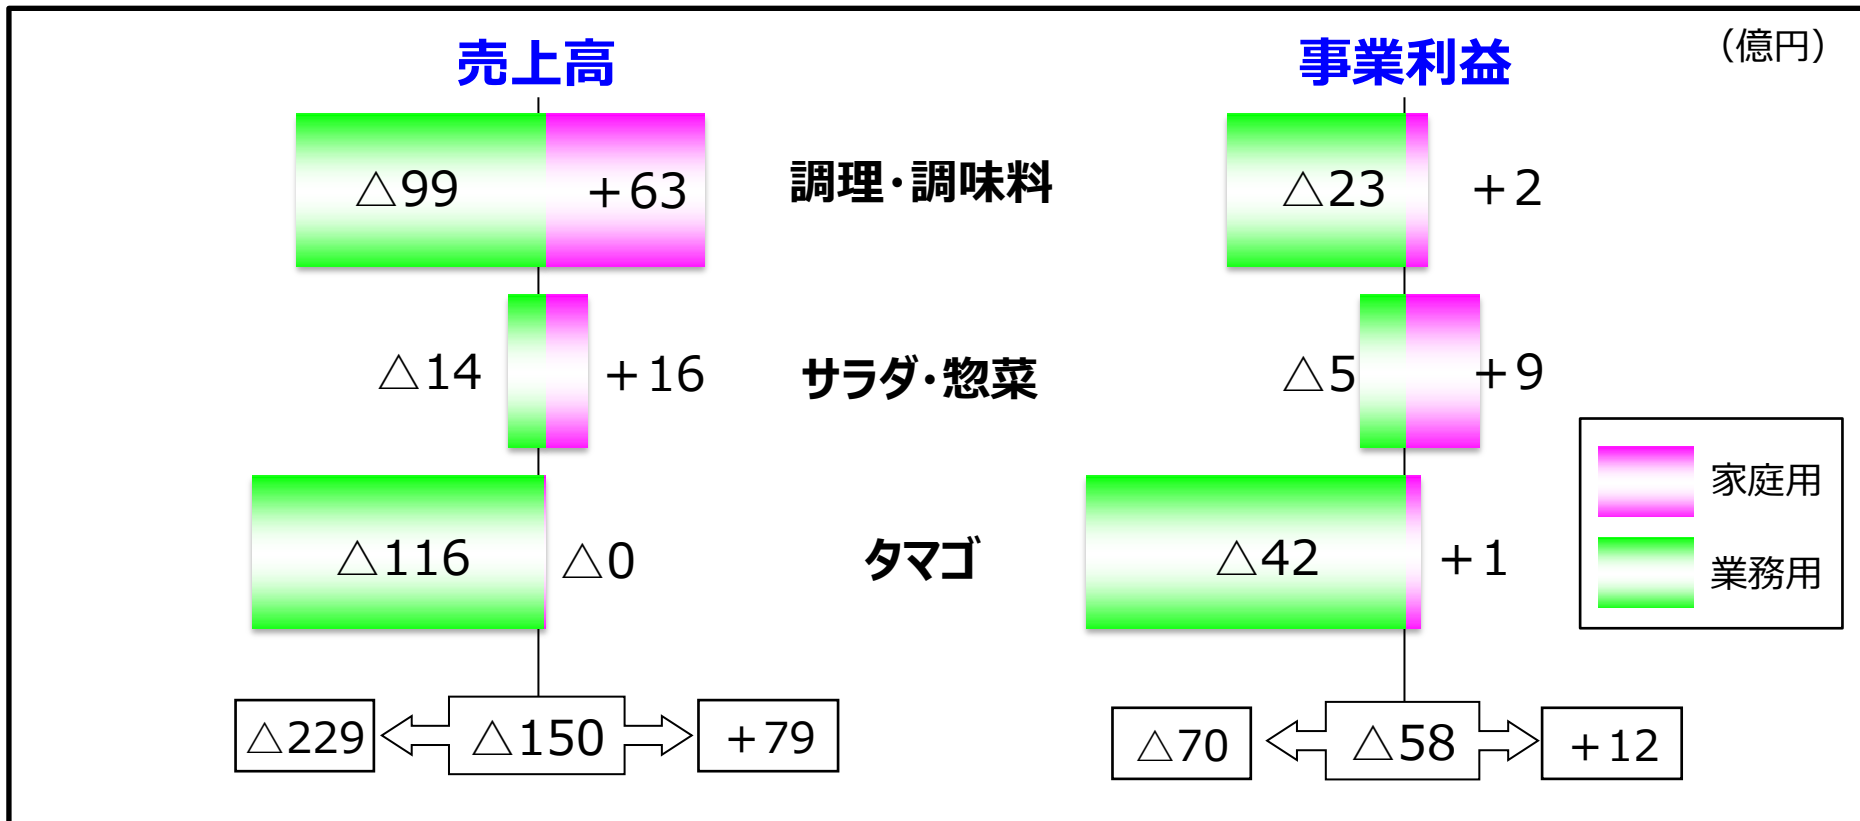 売上高
事業利益
（億円）
△99
＋63
調理・調味料
△23
＋2
△14
＋16
サラダ・惣菜
△5
＋9
△116
△0
タマゴ
△42
＋1
家庭用
業務用
△229
△150
＋79
△70
△58
＋12